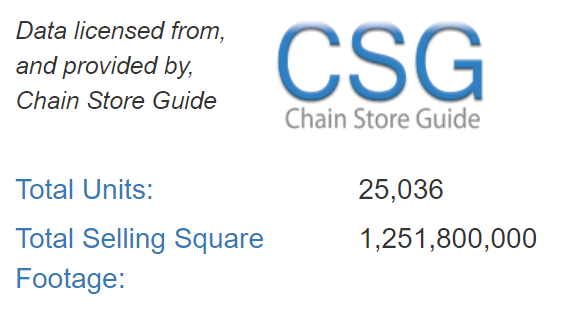 Data licensed from,
and provided by,
Chain Store Guide
CSG
Chain Store Guide
Total Units: 25,036
Total Selling Square 1,251,800,000
Footage: